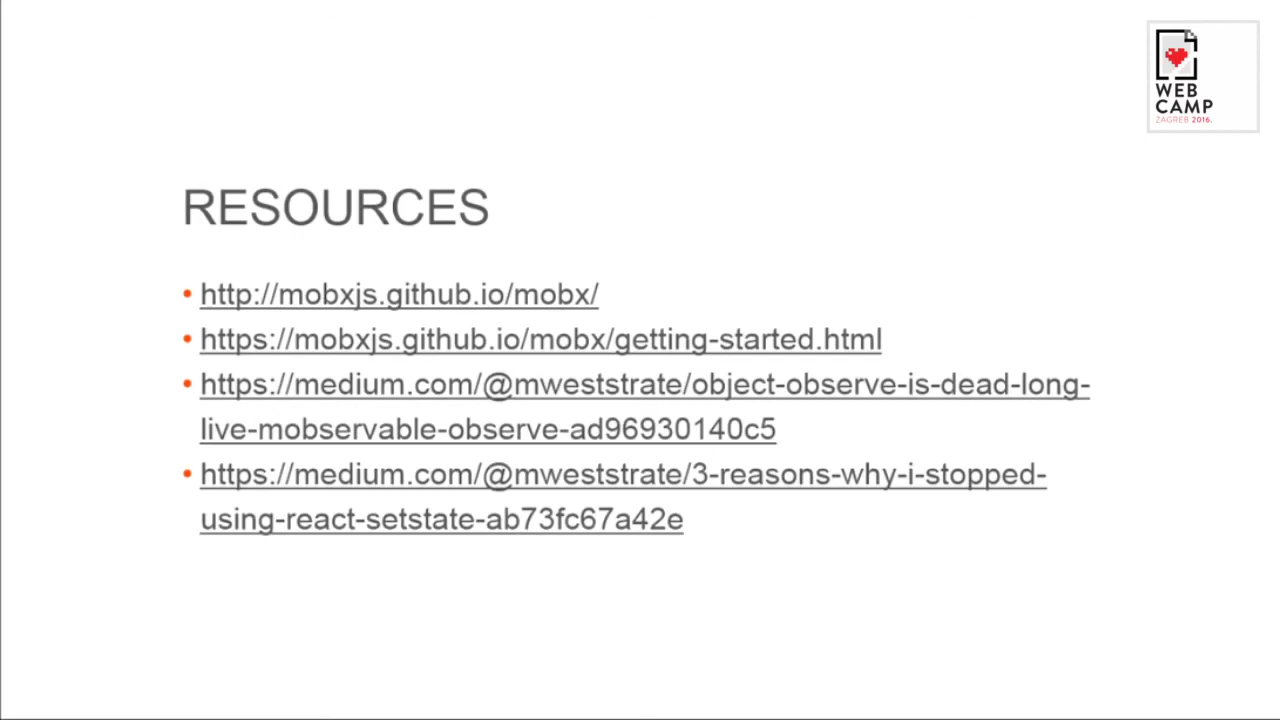 WEB
CAMP
ZAGREB 2016.
RESOURCES
• http://mobxjs.github.io/mobx/
• https://mobxjs.github.io/mobx/getting-started.html
• https://medium.com/@mweststrate/object-observe-is-dead-long-
live-mobservable-observe-ad96930140c5
• https://medium.com/@mweststrate/3-reasons-why-i-stopped-
using-react-setstate-ab73fc67a42e